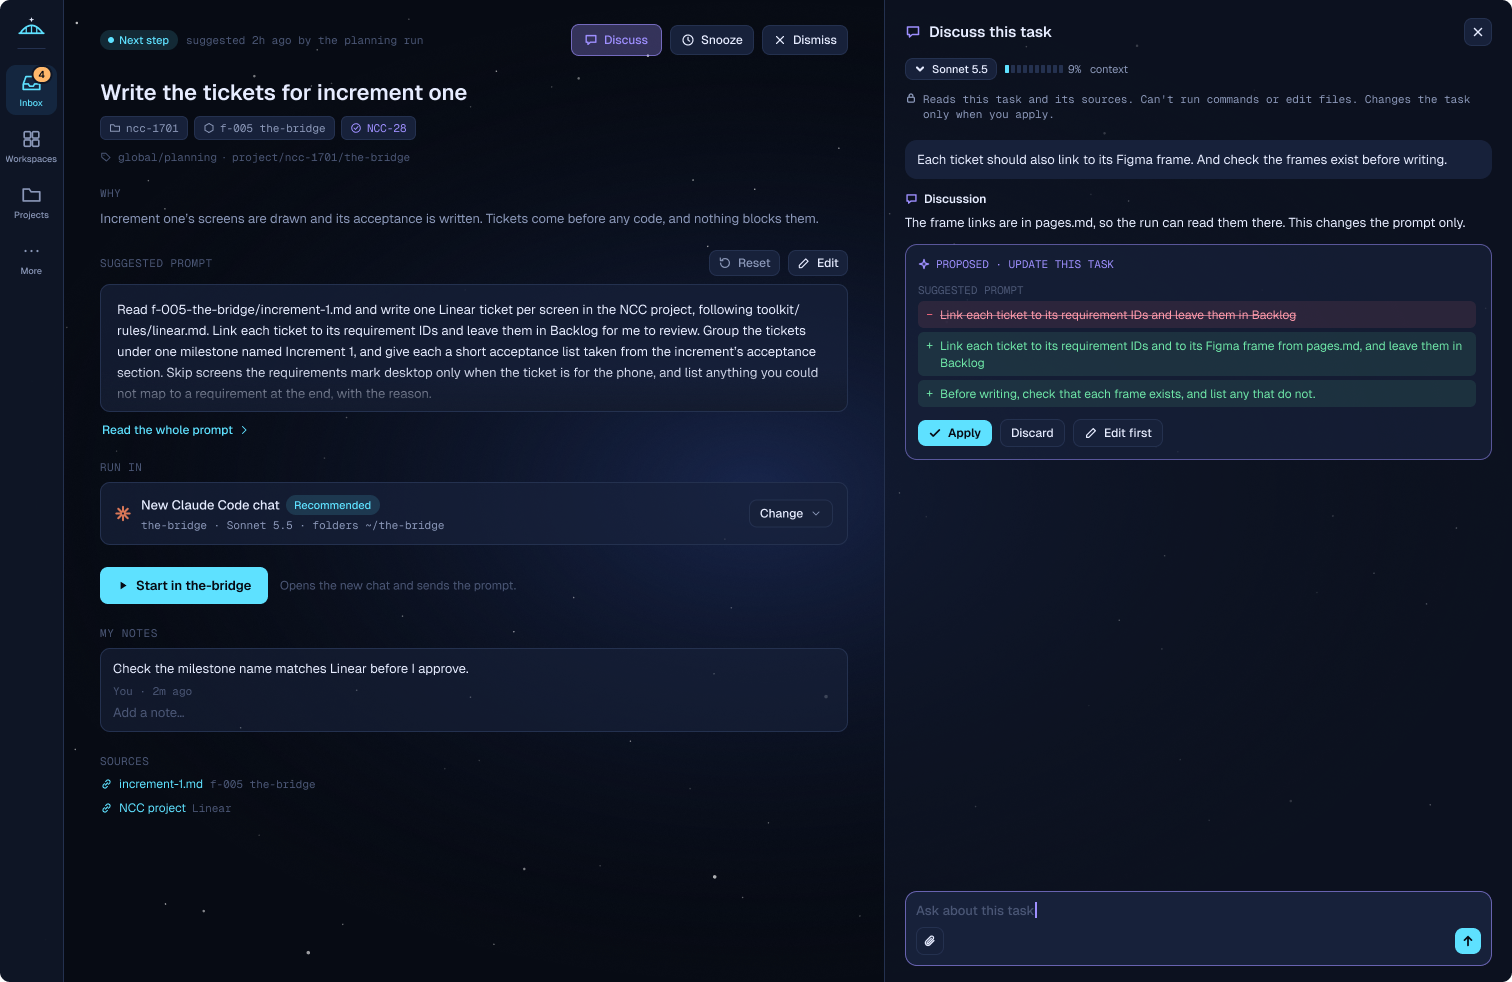 4
Inbox
Workspaces
Projects
More
Next step
suggested 2h ago by the planning run
Discuss
Snooze
Dismiss
Write the tickets for increment one
ncc-1701
f-005 the-bridge
NCC-28
global/planning · project/ncc-1701/the-bridge
WHY
Increment one's screens are drawn and its acceptance is written. Tickets come before any code, and nothing blocks them.
SUGGESTED PROMPT
Reset
Edit
Read f-005-the-bridge/increment-1.md and write one Linear ticket per screen in the NCC project, following toolkit/
rules/linear.md. Link each ticket to its requirement IDs and leave them in Backlog for me to review. Group the tickets
under one milestone named Increment 1, and give each a short acceptance list taken from the increment's acceptance
section. Skip screens the requirements mark desktop only when the ticket is for the phone, and list anything you could
not map to a requirement at the end, with the reason.
Read the whole prompt
RUN IN
New Claude Code chat
Recommended
the-bridge · Sonnet 5.5 · folders ~/the-bridge
Change
Start in the-bridge
Opens the new chat and sends the prompt.
MY NOTES
Check the milestone name matches Linear before I approve.
You · 2m ago
Add a note…
SOURCES
increment-1.md f-005 the-bridge
NCC project Linear
Discuss this task
Sonnet 5.5
9% context
Reads this task and its sources. Can't run commands or edit files. Changes the task
only when you apply.
Each ticket should also link to its Figma frame. And check the frames exist before writing.
Discussion
The frame links are in pages.md, so the run can read them there. This changes the prompt only.
PROPOSED · UPDATE THIS TASK
SUGGESTED PROMPT
− Link each ticket to its requirement IDs and leave them in Backlog
+ Link each ticket to its requirement IDs and to its Figma frame from pages.md, and leave them in
Backlog
+ Before writing, check that each frame exists, and list any that do not.
Apply
Discard
Edit first
Ask about this task